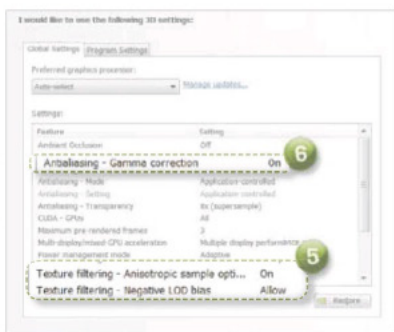 I would like to use the following 3D settings:
Global Settings Program Settings
Preferred graphics processor:
Auto-select Manage updates...
Settings:
Feature Setting
Ambient Occlusion Off
Antialiasing - Gamma correction On
6
Antialiasing - Mode Application controlled
Antialiasing - Setting Application controlled
Antialiasing - Transparency 8x (supersample)
CUDA - GPUs All
Maximum pre-rendered frames 3
Multi-display/mixed-GPU acceleration Multiple display performance
Power management mode Adaptive
5
Texture filtering - Anisotropic sample opti... On
Texture filtering - Negative LOD bias Allow
Restore